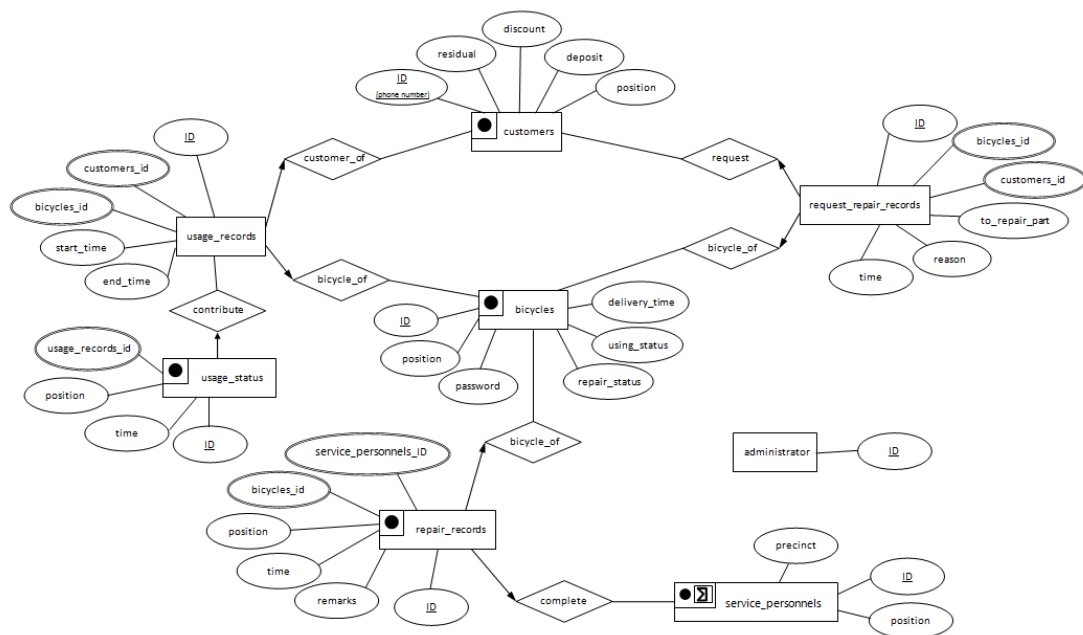 discount
residual
deposit
ID
(phone number)
position
customers
ID
customers_id
bicycles_id
start_time
end_time
usage_records
customer_of
request
ID
bicycles_id
customers_id
to_repair_part
reason
time
request_repair_records
bicycle_of
bicycle_of
contribute
ID
position
password
bicycles
delivery_time
using_status
repair_status
usage_records_id
position
time
ID
usage_status
bicycle_of
administrator
ID
service_personnels_ID
bicycles_id
position
time
remarks
ID
repair_records
complete
precinct
ID
position
service_personnels